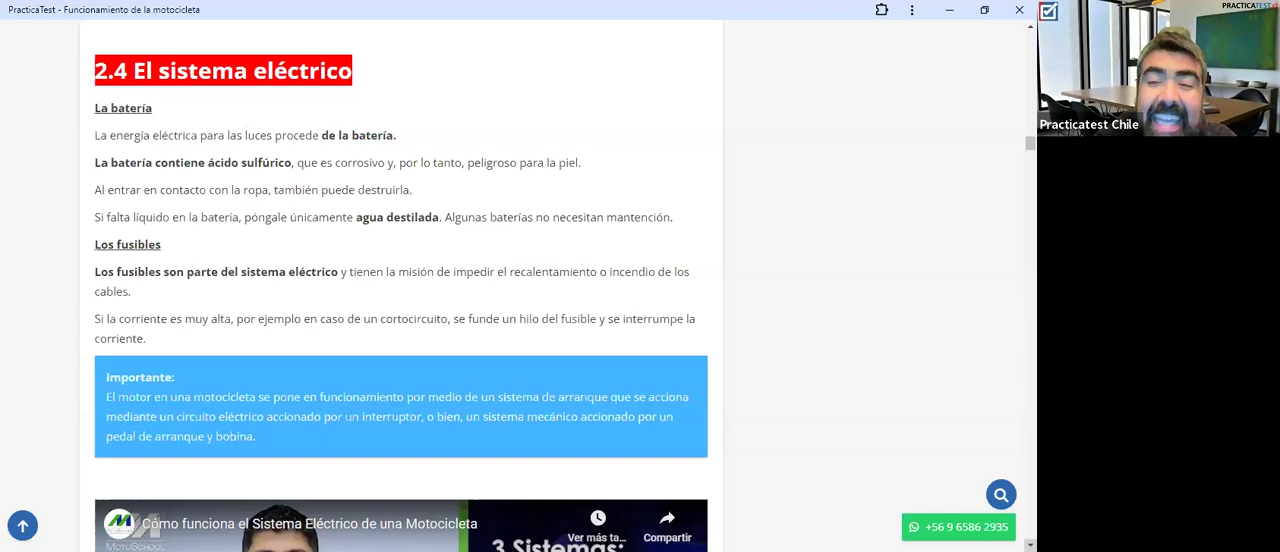 PracticaTest - Funcionamiento de la motocicleta
2.4 El sistema eléctrico
La batería
La energía eléctrica para las luces procede de la batería.
La batería contiene ácido sulfúrico, que es corrosivo y, por lo tanto, peligroso para la piel.
Al entrar en contacto con la ropa, también puede destruirla.
Si falta líquido en la batería, póngale únicamente agua destilada. Algunas baterías no necesitan mantención.
Los fusibles
Los fusibles son parte del sistema eléctrico y tienen la misión de impedir el recalentamiento o incendio de los
cables.
Si la corriente es muy alta, por ejemplo en caso de un cortocircuito, se funde un hilo del fusible y se interrumpe la
corriente.
Importante:
El motor en una motocicleta se pone en funcionamiento por medio de un sistema de arranque que se acciona
mediante un circuito eléctrico accionado por un interruptor, o bien, un sistema mecánico accionado por un
pedal de arranque y bobina.
Cómo funciona el Sistema Eléctrico de una Motocicleta
Ver más ta...
Compartir
MOTOSCHOOL
3 Sistemas:
+56 9 6586 2935
PRACTICATEST
Practicatest Chile